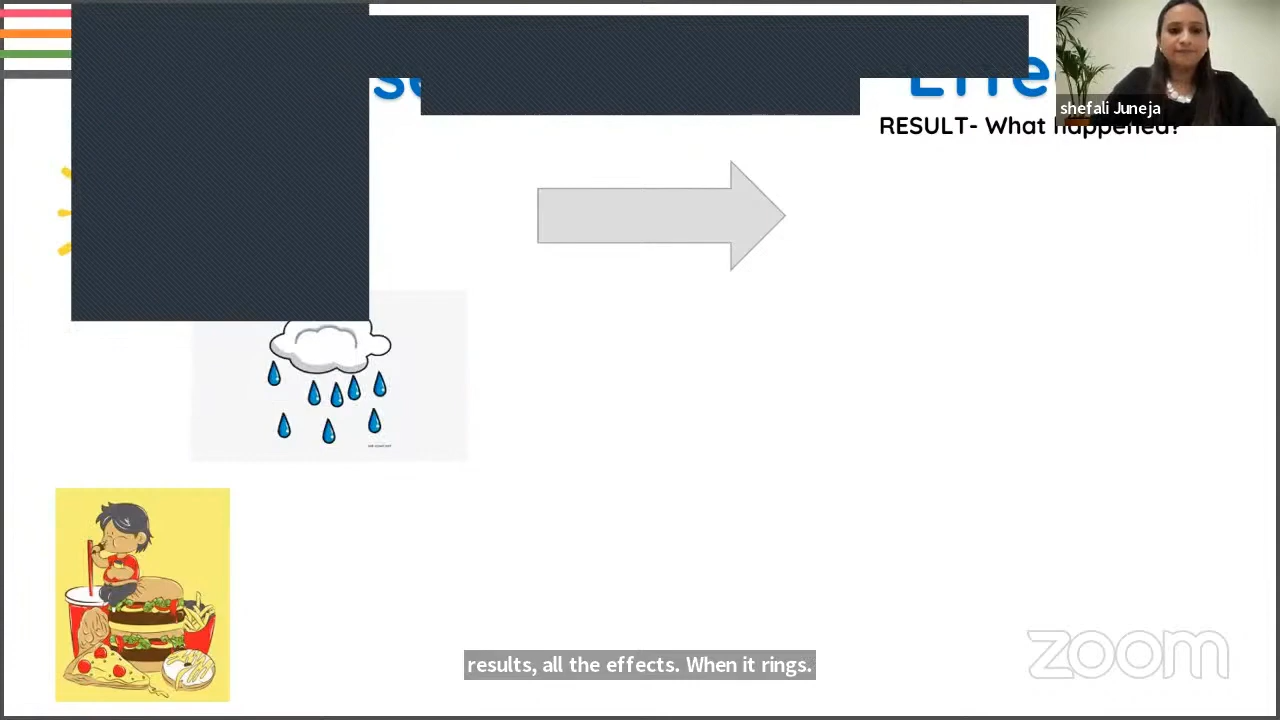 RESULT- What happened?
shefali Juneja
results, all the effects. When it rings.
zoom